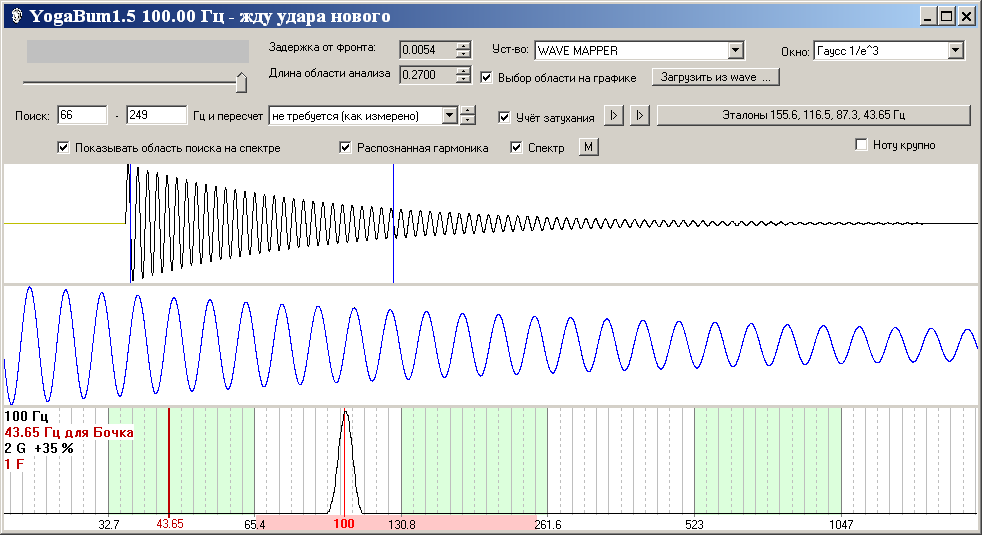 YogaBum1.5 100.00 Гц - жду удара нового
Задержка от фронта: 0.0054 Уст-во: WAVE MAPPER Окно: Гаусс 1/e^3
Длина области анализа 0.2700 Выбор области на графике Загрузить из wave ...
Поиск: 66 - 249 Гц и пересчет не требуется (как измерено) Учёт затухания Эталоны 155.6, 116.5, 87.3, 43.65 Гц
Показывать область поиска на спектре Распознанная гармоника Спектр М Ноту крупно
100 Гц
43.65 Гц для Бочка
2 G +35 %
1 F
32.7 43.65 65.4 100 130.8 261.6 523 1047